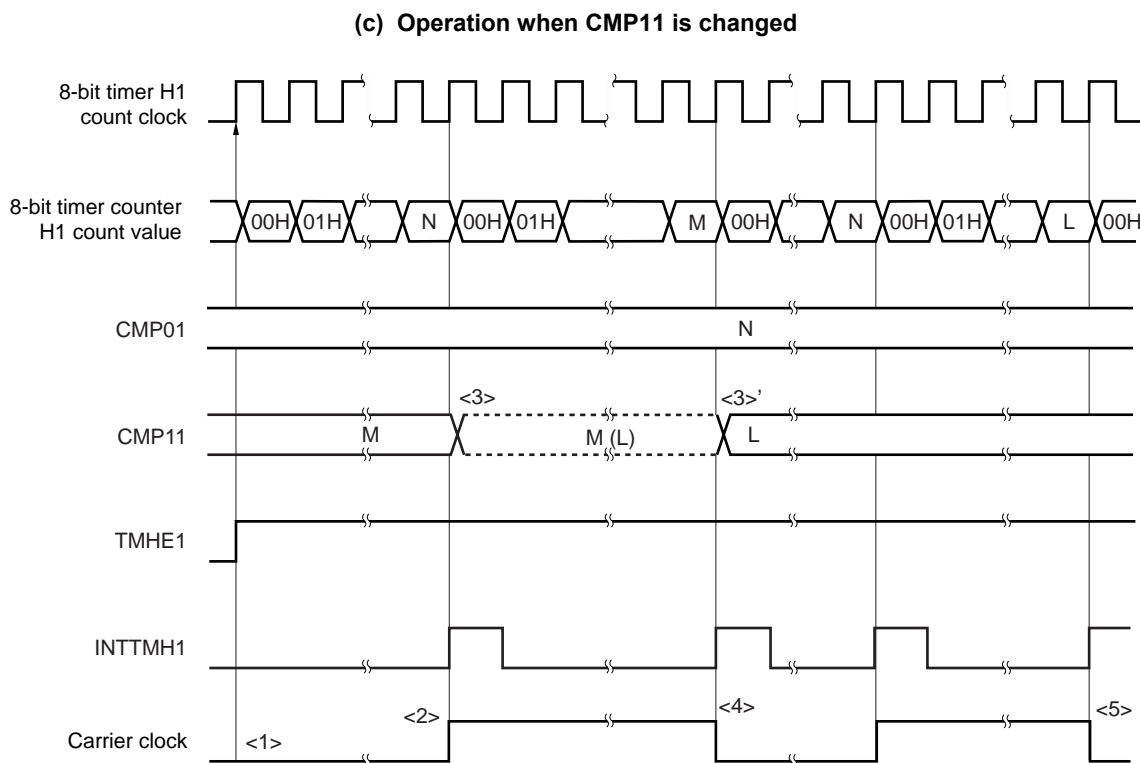 (c) Operation when CMP11 is changed
8-bit timer H1
count clock
8-bit timer counter
H1 count value
00H 01H N 00H 01H M 00H N 00H 01H L 00H
CMP01
N
<3> <3>’
CMP11
M M (L) L
TMHE1
INTTMH1
<2> <4> <5>
Carrier clock
<1>